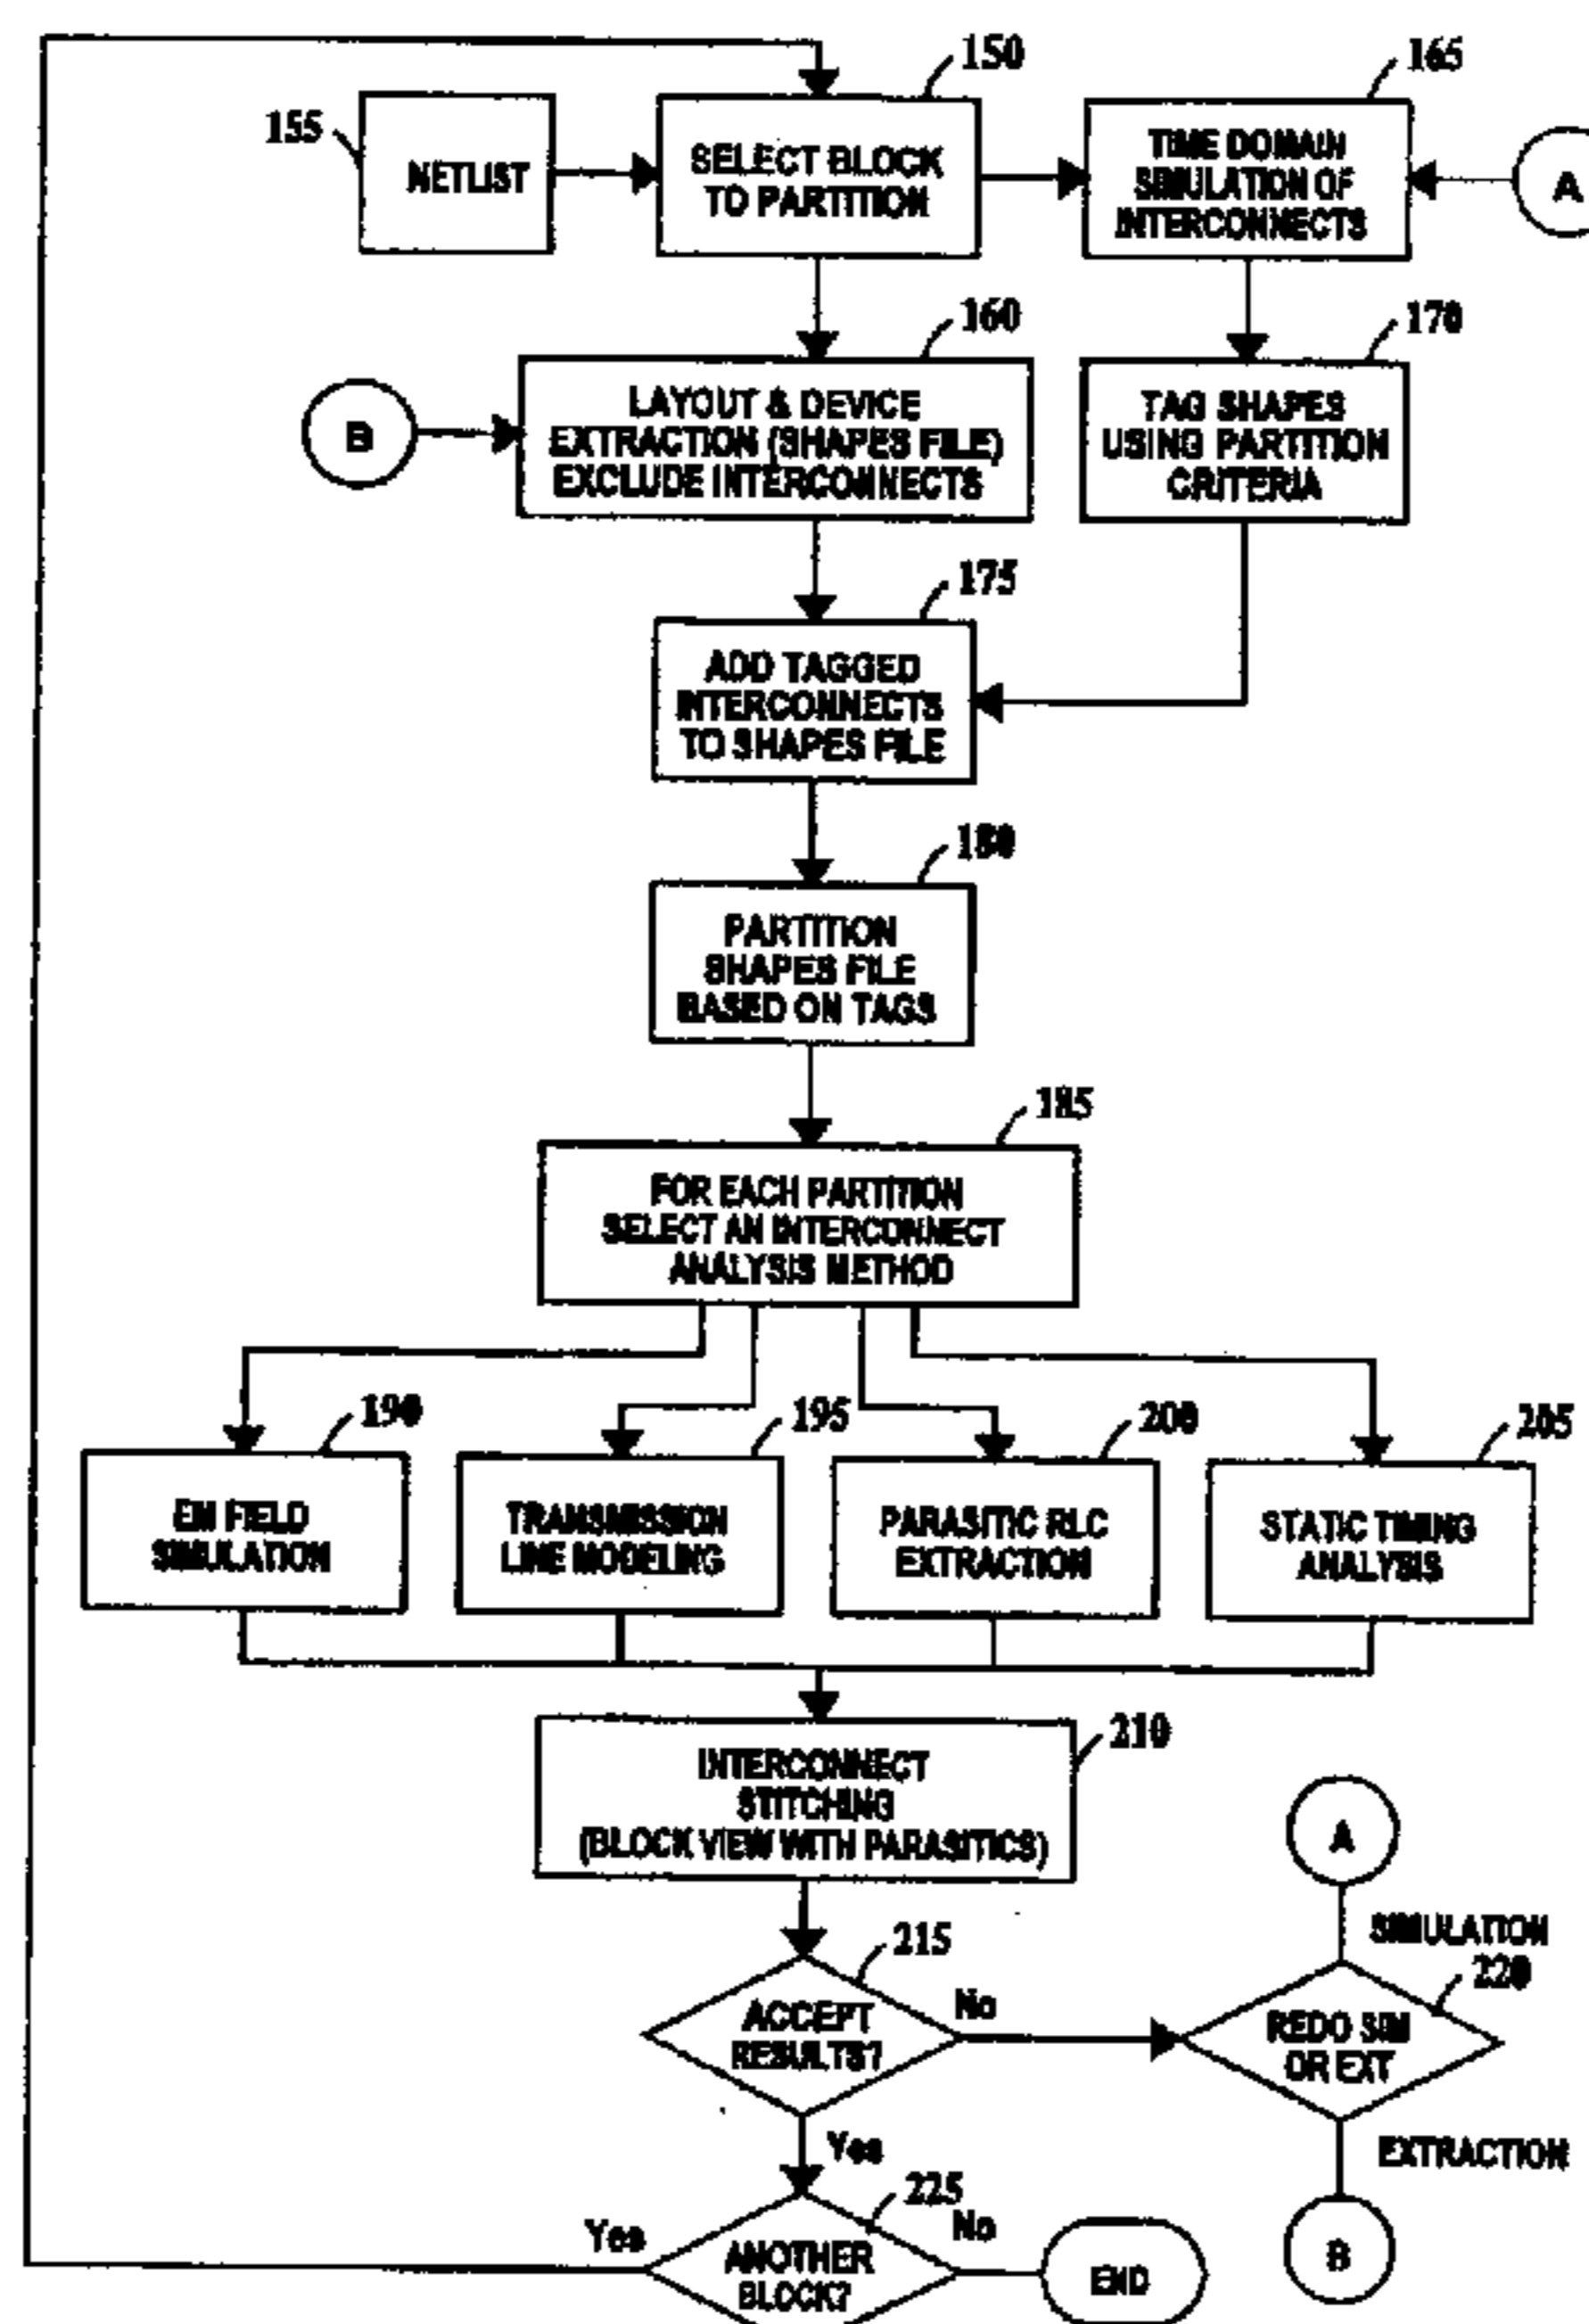 150
165
155
NETLIST
SELECT BLOCK
TO PARTITION
TIME DOMAIN
SIMULATION OF
INTERCONNECTS
A
160
170
B
LAYOUT & DEVICE
EXTRACTION (SHAPES FILE)
EXCLUDE INTERCONNECTS
TAG SHAPES
USING PARTITION
CRITERIA
175
ADD TAGGED
INTERCONNECTS
TO SHAPES FILE
180
PARTITION
SHAPES FILE
BASED ON TAGS
185
FOR EACH PARTITION
SELECT AN INTERCONNECT
ANALYSIS METHOD
190
195
200
205
EM FIELD
SIMULATION
TRANSMISSION
LINE MODELING
PARASITIC RLC
EXTRACTION
STATIC TIMING
ANALYSIS
210
INTERCONNECT
STITCHING
(BLOCK VIEW WITH PARASITICS)
A
SIMULATION
215
220
ACCEPT
RESULTS?
No
REDO SIM
OR EXT
Yes
EXTRACTION
225
Yes
No
ANOTHER
BLOCK?
END
B